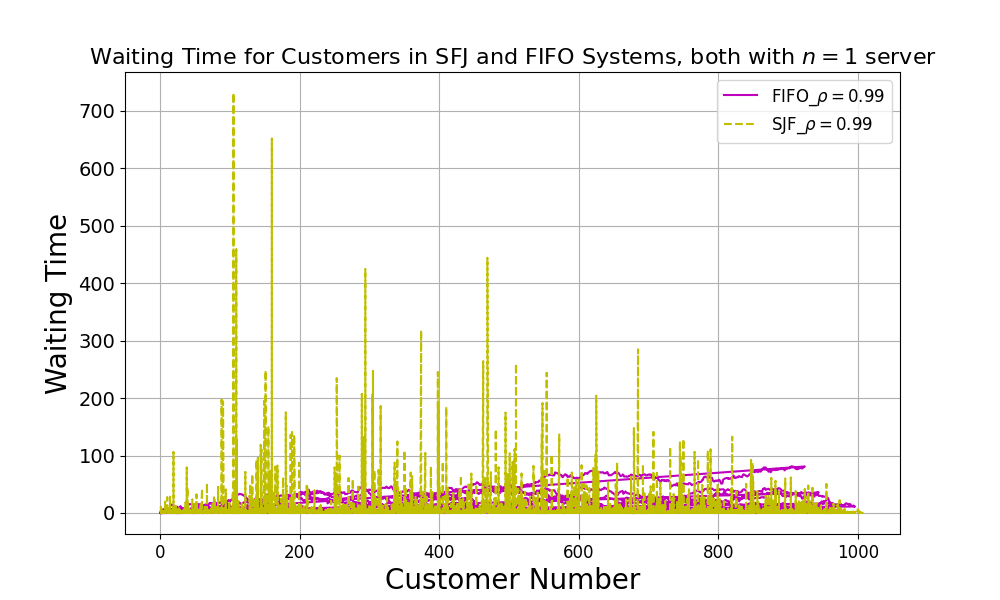 Waiting Time for Customers in SFJ and FIFO Systems, both with n = 1 server
FIFO_ρ = 0.99
SJF_ρ = 0.99
700
600
500
400
300
200
100
0
Waiting Time
0 200 400 600 800 1000
Customer Number